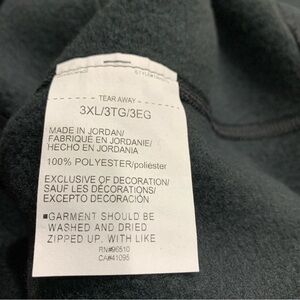 TEAR AWAY
3XL/3TG/3EG
MADE IN JORDAN/
FABRIQUÉ EN JORDANIE/
HECHO EN JORDANIA
100% POLYESTER/poliéster
EXCLUSIVE OF DECORATION/
SAUF LES DÉCORATIONS/
EXCEPTO DECORACIÓN
■GARMENT SHOULD BE
WASHED AND DRIED
ZIPPED UP. WITH LIKE
RN#96510
CA#41095